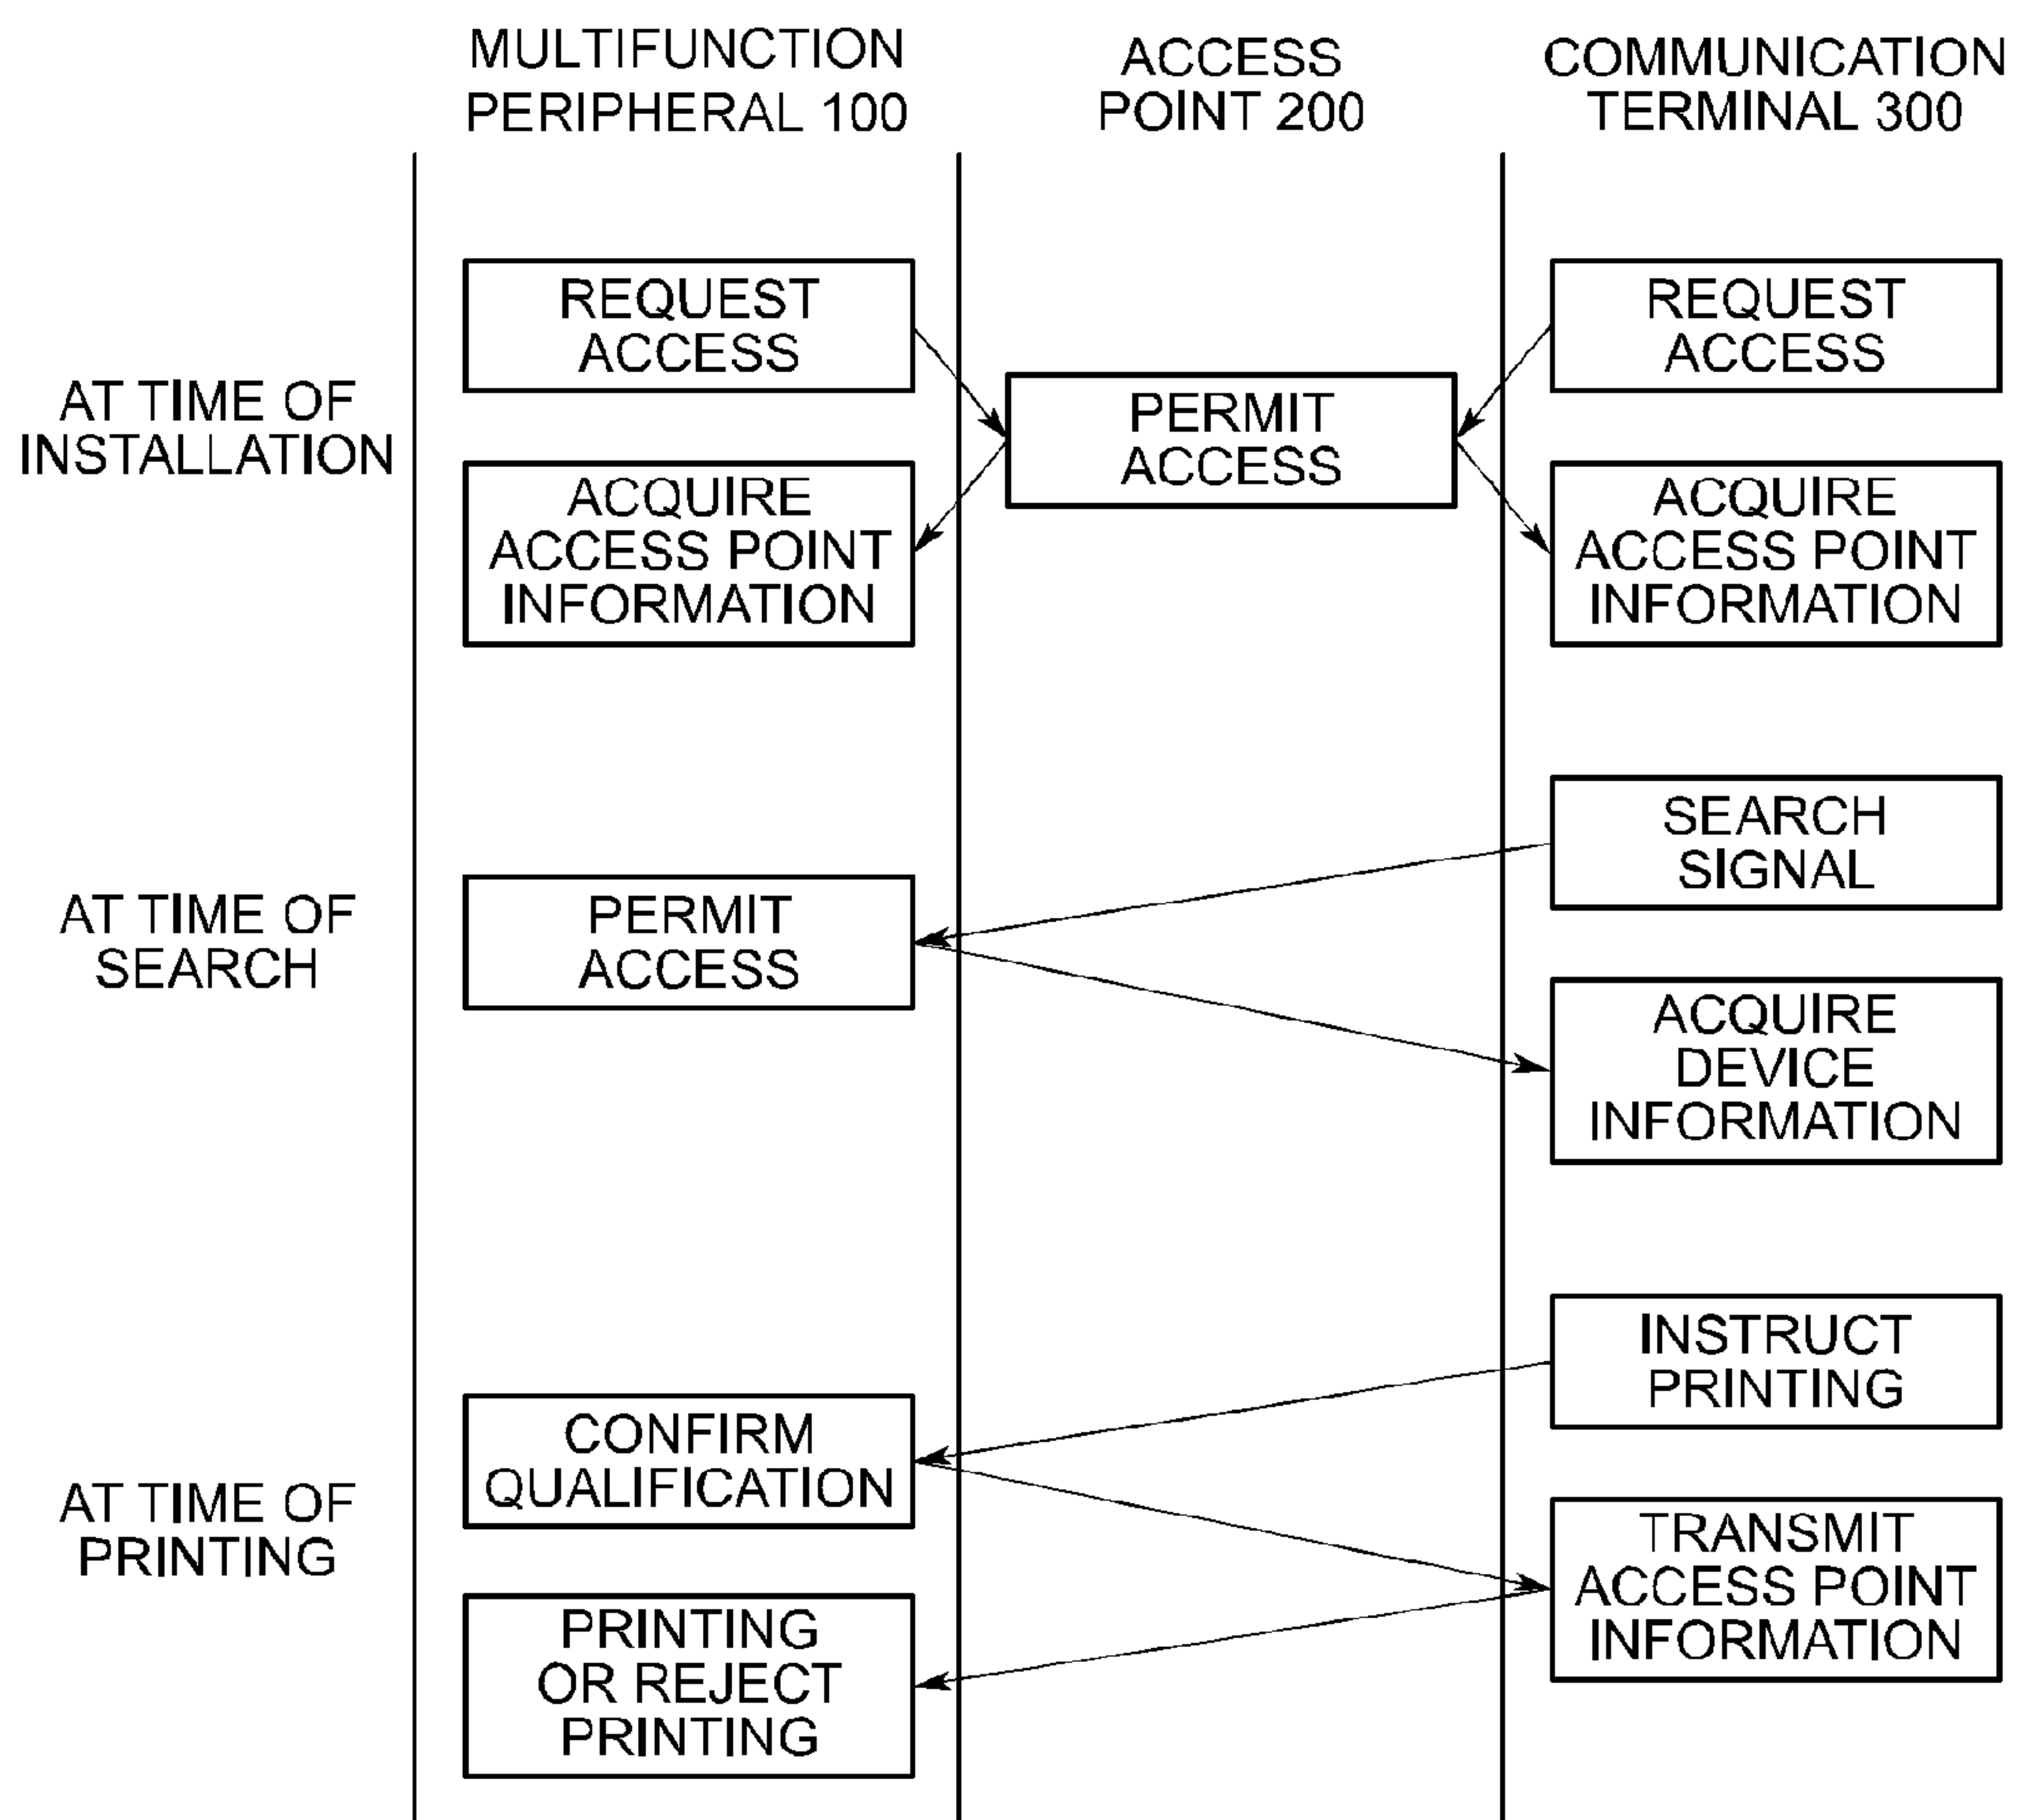 MULTIFUNCTION
PERIPHERAL 100
ACCESS
POINT 200
COMMUNICATION
TERMINAL 300
AT TIME OF
INSTALLATION
REQUEST
ACCESS
ACQUIRE
ACCESS POINT
INFORMATION
PERMIT
ACCESS
REQUEST
ACCESS
ACQUIRE
ACCESS POINT
INFORMATION
AT TIME OF
SEARCH
PERMIT
ACCESS
SEARCH
SIGNAL
ACQUIRE
DEVICE
INFORMATION
AT TIME OF
PRINTING
CONFIRM
QUALIFICATION
PRINTING
OR REJECT
PRINTING
INSTRUCT
PRINTING
TRANSMIT
ACCESS POINT
INFORMATION